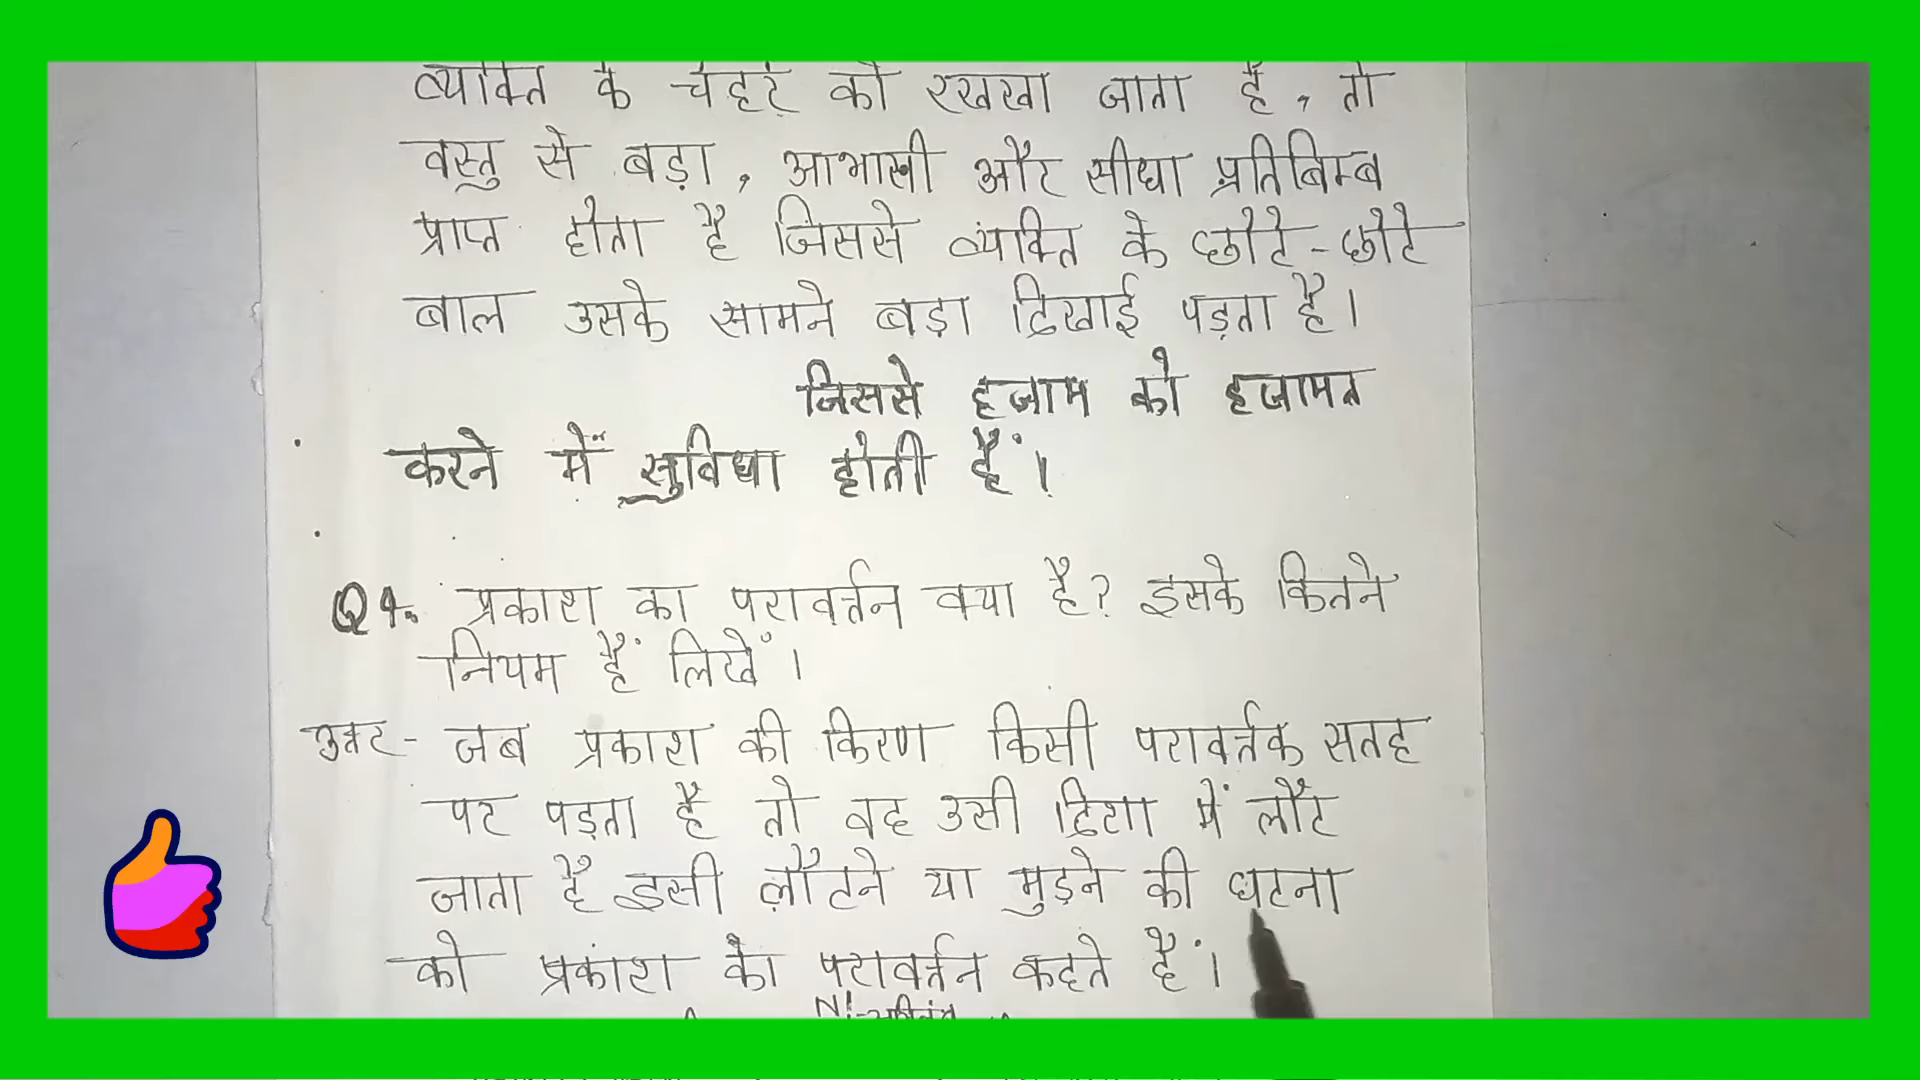 व्यक्ति के चेहरे को रखखा जाता है, तो
वस्तु से बड़ा, आभासी और सीधा प्रतिबिम्ब
प्राप्त होता है जिससे व्यक्ति के छोटे-छोटे
बाल उसके सामने बड़ा दिखाई पड़ता है।
जिससे हजाम को हजामत
करने में सुविधा होती हैं।
Q4. प्रकाश का परावर्त्तन क्या है? इसके कितने
नियम हैं लिखें।
उत्तर- जब प्रकाश की किरण किसी परावर्त्तक सतह
पर पड़ता है तो वह उसी दिशा में लौट
जाता है इसी लौटने या मुड़ने की घटना
को प्रकाश का परावर्त्तन कहते हैं।